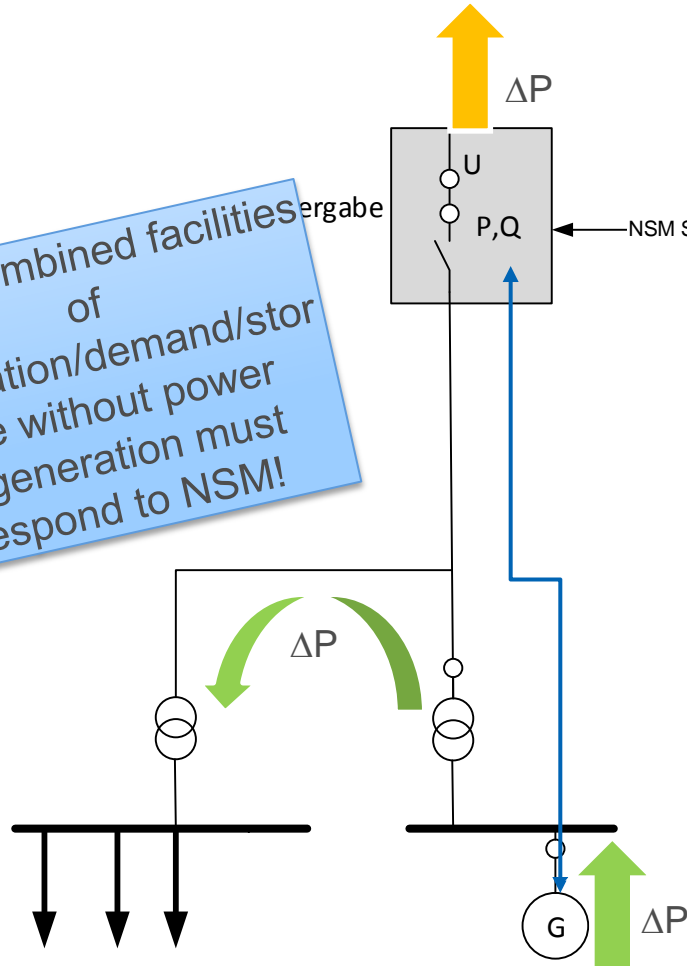 ΔP
U
ergabe
P,Q
NSM S
mbined facilities
of
ation/demand/stor
e without power
generation must
espond to NSM!
ΔP
G
ΔP